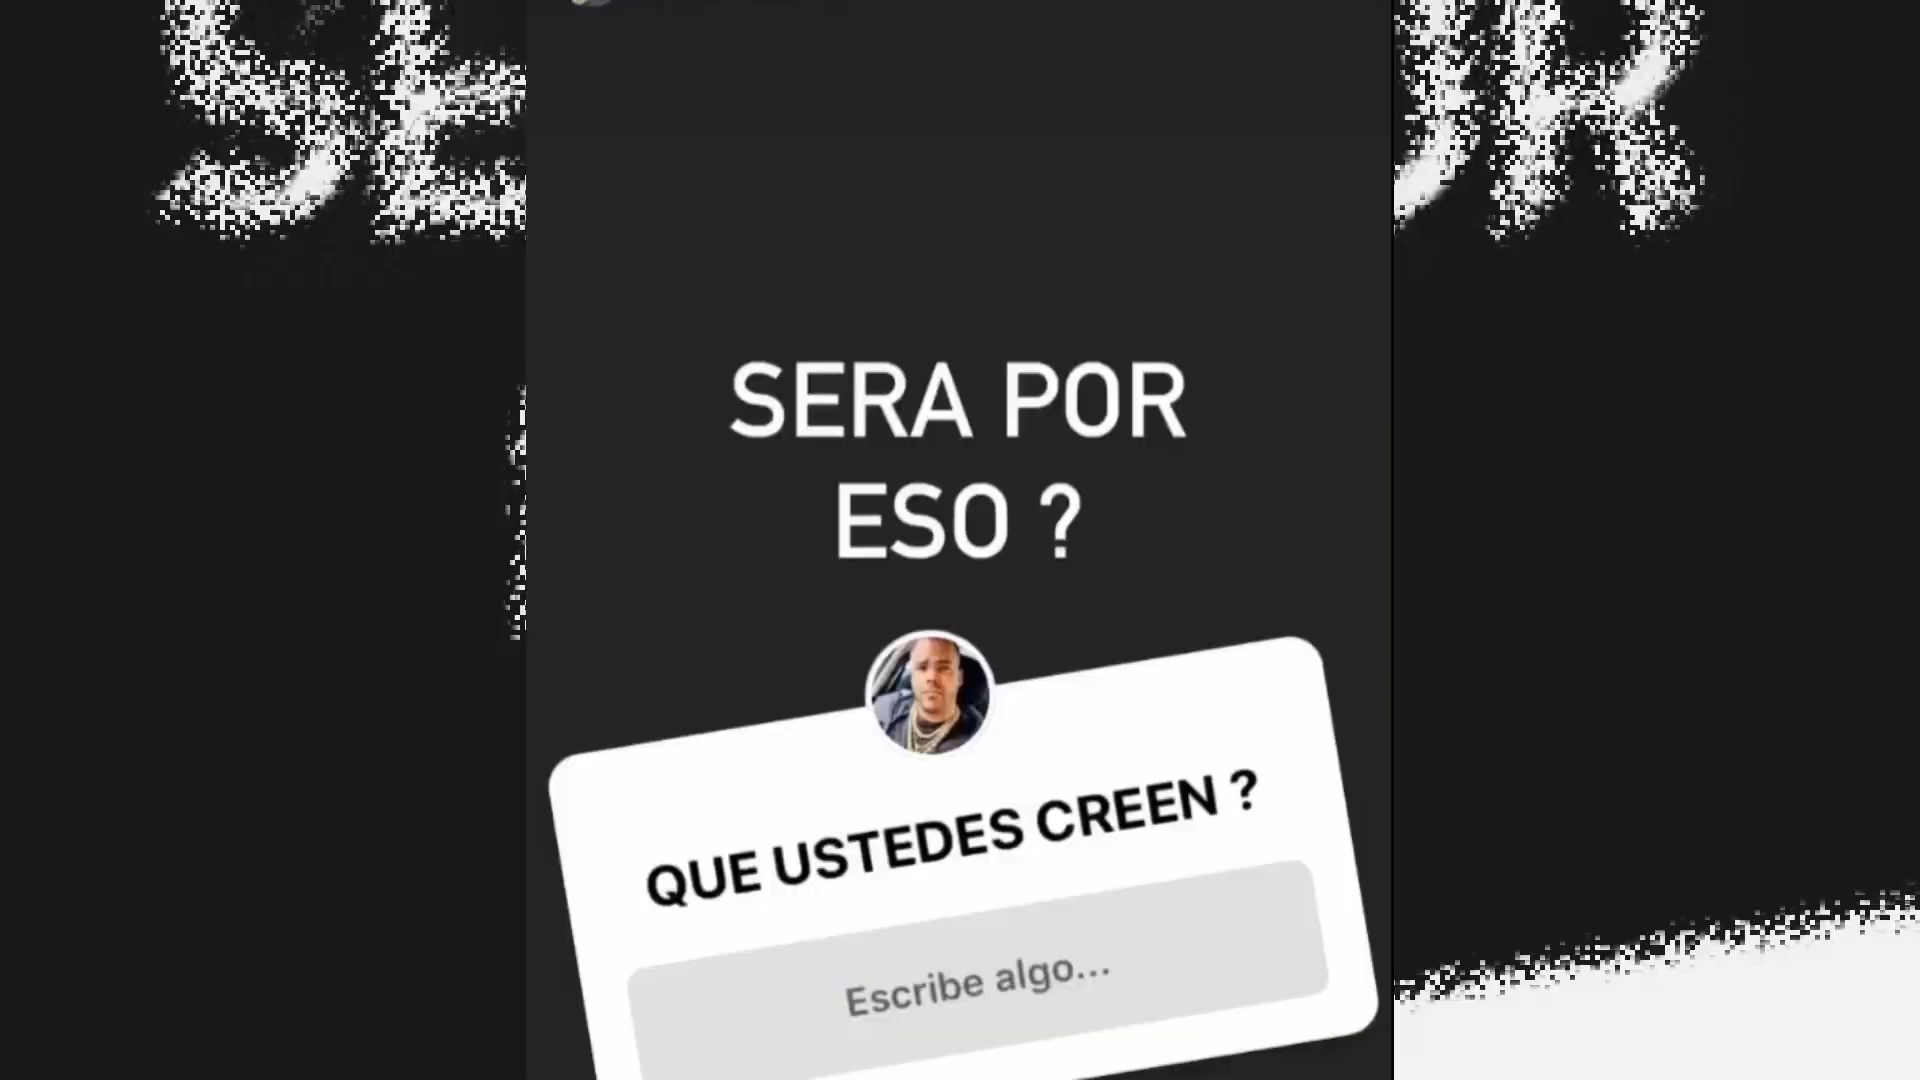 SERA POR
ESO ?
QUE USTEDES CREEN ?
Escribe algo...